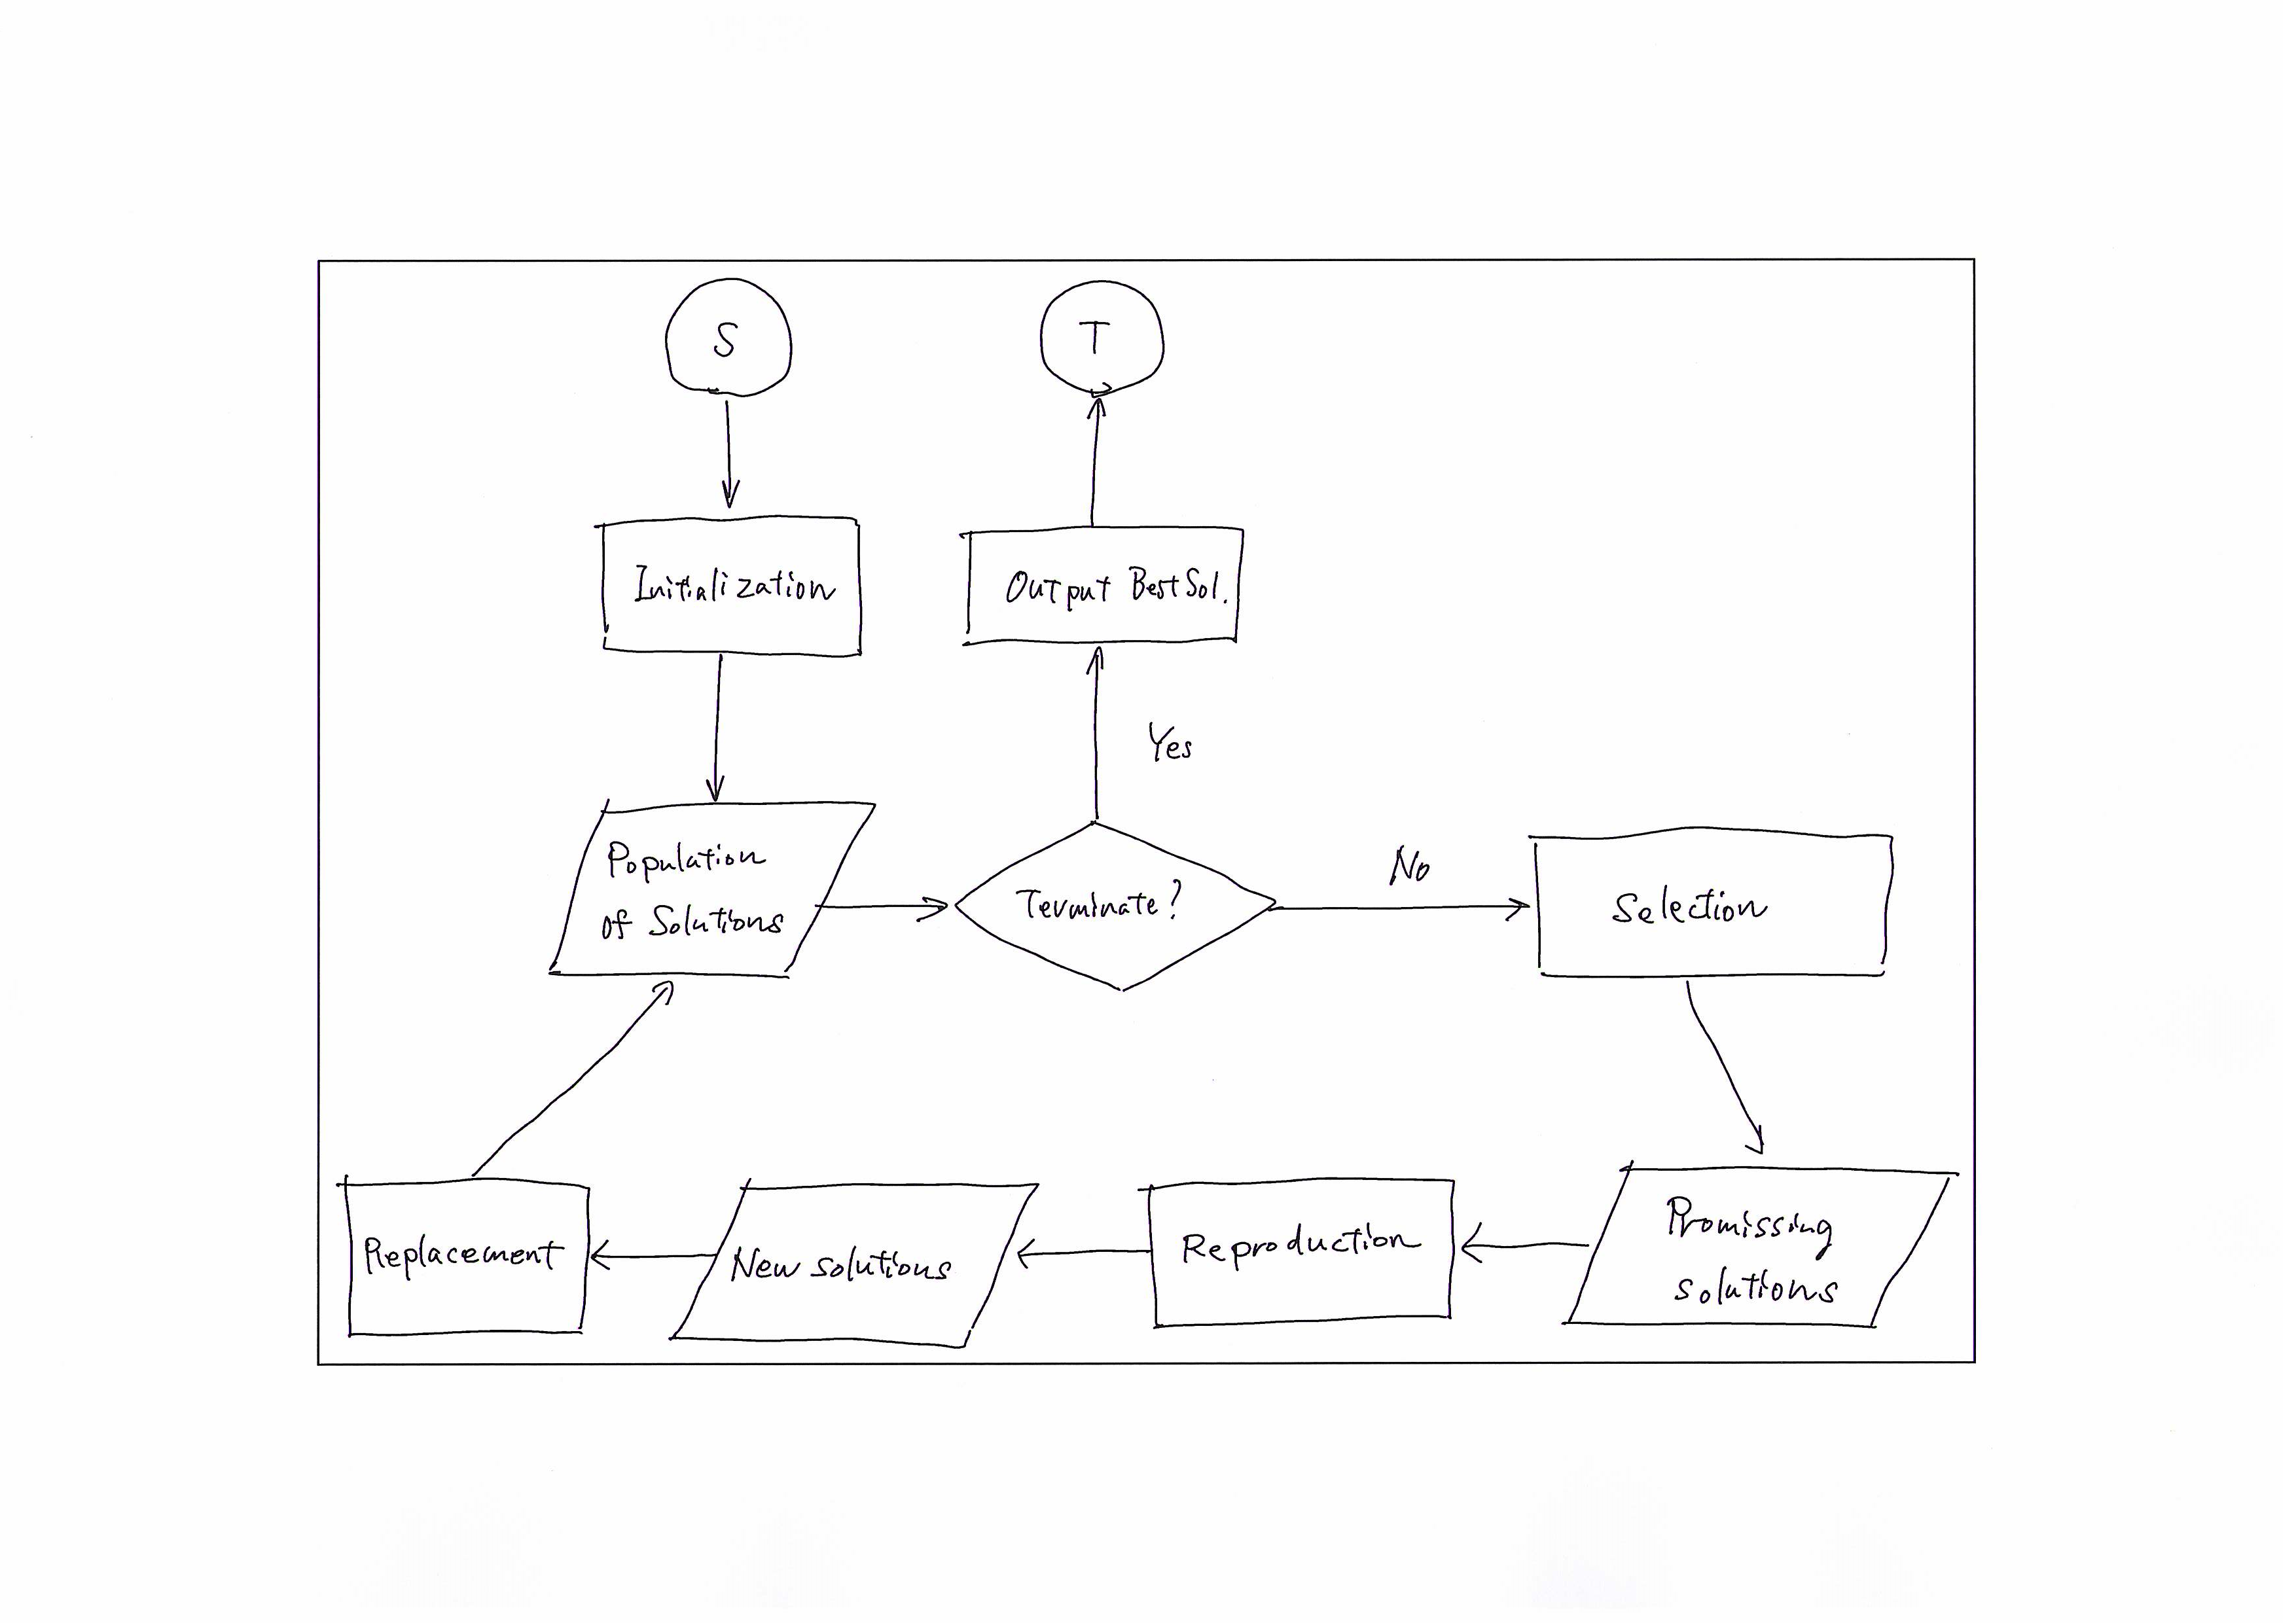 S
T
Initialization
Output Best Sol.
Yes
Population
of Solutions
Terminate?
No
Selection
Replacement
New solutions
Reproduction
Promissing
solutions